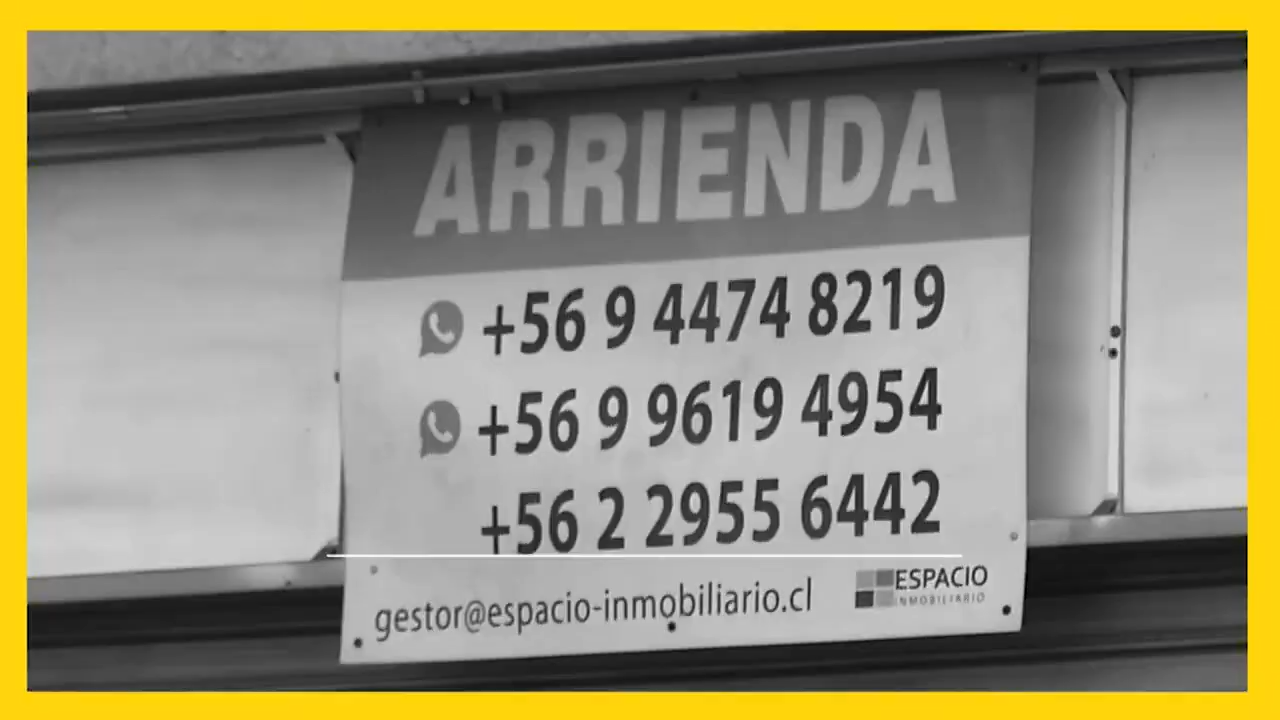 ARRIENDA
+56 9 4474 8219
+56 9 9619 4954
+56 2 2955 6442
gestor@espacio-inmobiliario.cl
ESPACIO
INMOBILIARIO